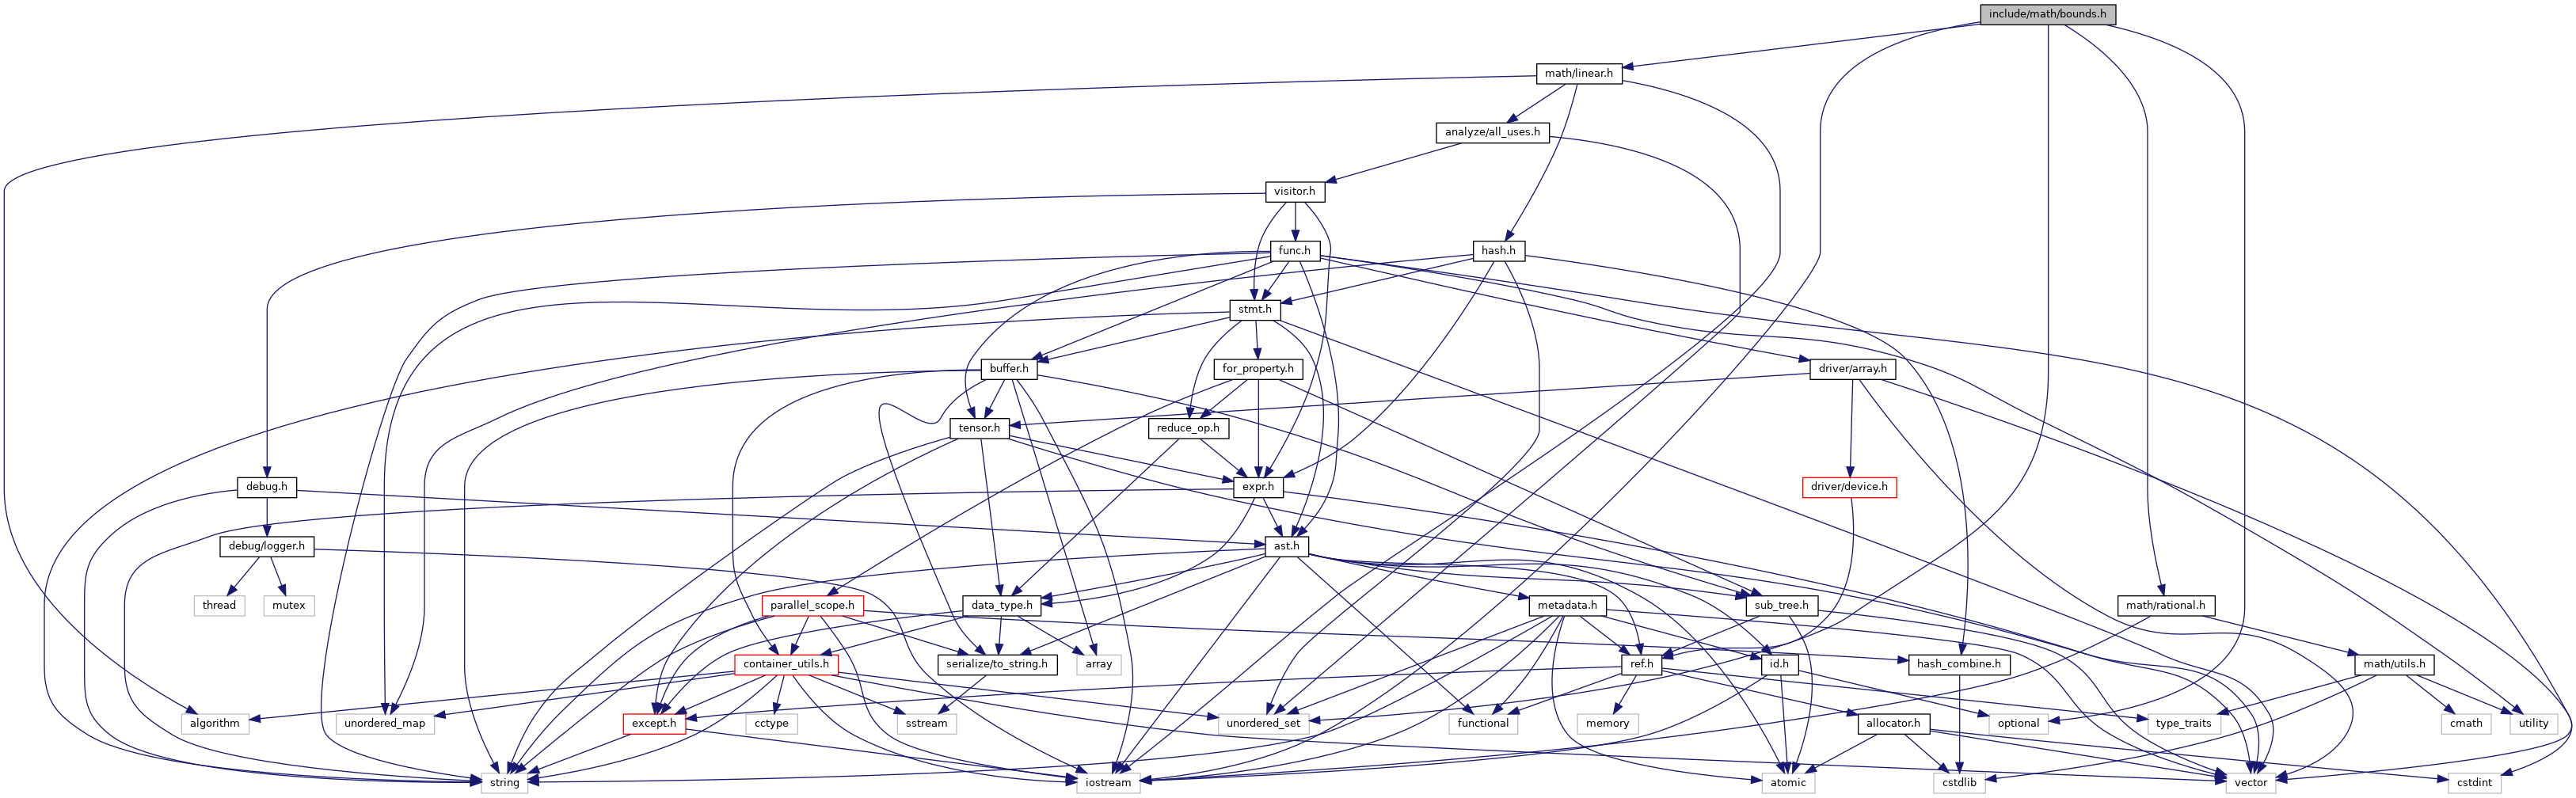 include/math/bounds.h
math/linear.h
analyze/all_uses.h
visitor.h
func.h
hash.h
stmt.h
buffer.h
for_property.h
driver/array.h
tensor.h
reduce_op.h
debug.h
expr.h
driver/device.h
debug/logger.h
ast.h
thread
mutex
parallel_scope.h
data_type.h
metadata.h
sub_tree.h
math/rational.h
container_utils.h
serialize/to_string.h
array
ref.h
id.h
hash_combine.h
math/utils.h
algorithm
unordered_map
except.h
cctype
sstream
unordered_set
functional
memory
allocator.h
optional
type_traits
cmath
utility
string
iostream
atomic
cstdlib
vector
cstdint